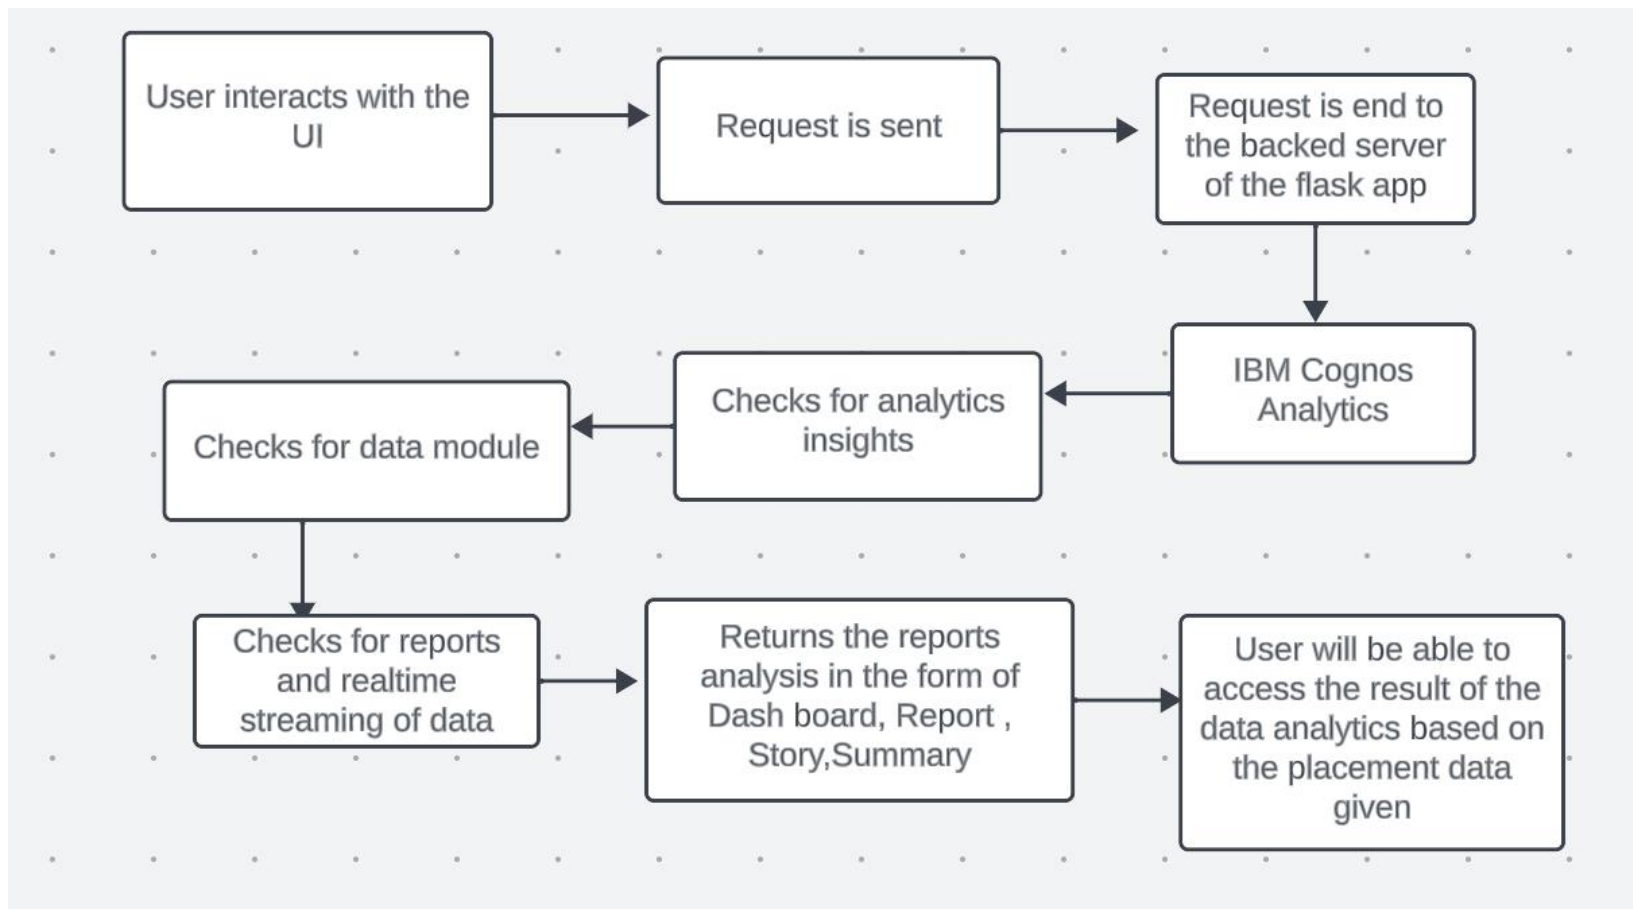 User interacts with the
UI
Request is sent
Request is end to
the backed server
of the flask app
IBM Cognos
Analytics
Checks for analytics
insights
Checks for data module
Checks for reports
and realtime
streaming of data
Returns the reports
analysis in the form of
Dash board, Report ,
Story,Summary
User will be able to
access the result of the
data analytics based on
the placement data
given